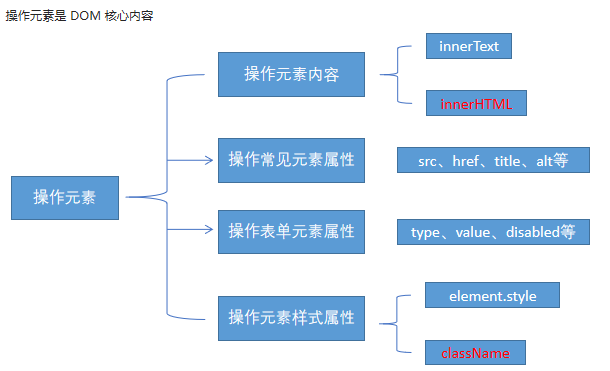 操作元素是 DOM 核心内容
操作元素
操作元素内容
innerText
innerHTML
操作常见元素属性
src、href、title、alt等
操作表单元素属性
type、value、disabled等
操作元素样式属性
element.style
className